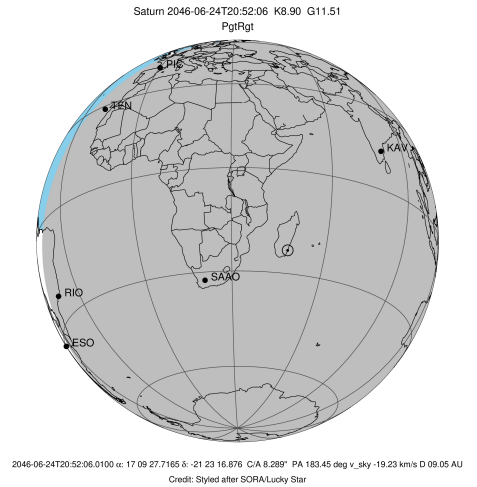 Saturn 2046-06-24T20:52:06 K8.90 G11.51
PgtRgt
PIC
TEN
KAV
SAAO
RIO
ESO
2046-06-24T20:52:06.0100 α: 17 09 27.7165 δ: -21 23 16.876 C/A 8.289" PA 183.45 deg v_sky -19.23 km/s D 09.05 AU
Credit: Styled after SORA/Lucky Star